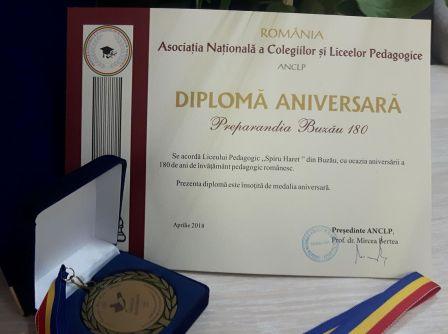 ROMÂNIA
Asociația Națională a Colegiilor și Liceelor Pedagogice
ANCLP
DIPLOMĂ ANIVERSARĂ
Preparandia Buzău 180
Se acordă Liceului Pedagogic „Spiru Haret ” din Buzău, cu ocazia aniversării a
180 de ani de învățământ pedagogic românesc.
Prezenta diplomă este însoțită de medalia aniversară.
Aprilie 2018
Președinte ANCLP,
Prof. dr. Mircea Bertea